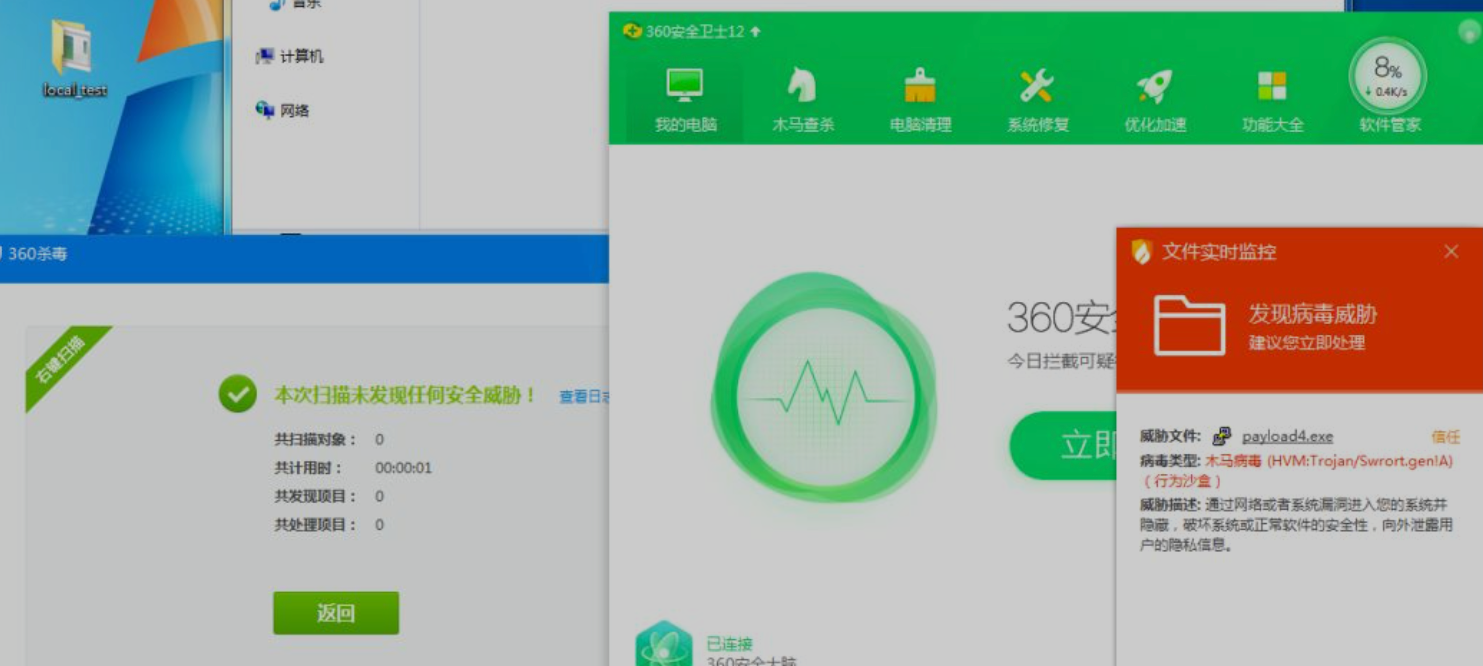 音乐
local_test
计算机
网络
360安全卫士12
我的电脑
木马查杀
电脑清理
系统修复
优化加速
功能大全
8%
0.4K/s
软件管家
360杀毒
右键扫描
本次扫描未发现任何安全威胁！ 查看日志
共扫描对象： 0
共计用时： 00:00:01
共发现项目： 0
共处理项目： 0
返回
360安
今日拦截可疑
立即
已连接
360安全大脑
文件实时监控
发现病毒威胁
建议您立即处理
威胁文件: payload4.exe 信任
病毒类型: 木马病毒 (HVM:Trojan/Swrort.gen!A)
（行为沙盒）
威胁描述: 通过网络或者系统漏洞进入您的系统并
隐藏，破坏系统或正常软件的安全性，向外泄露用
户的隐私信息。